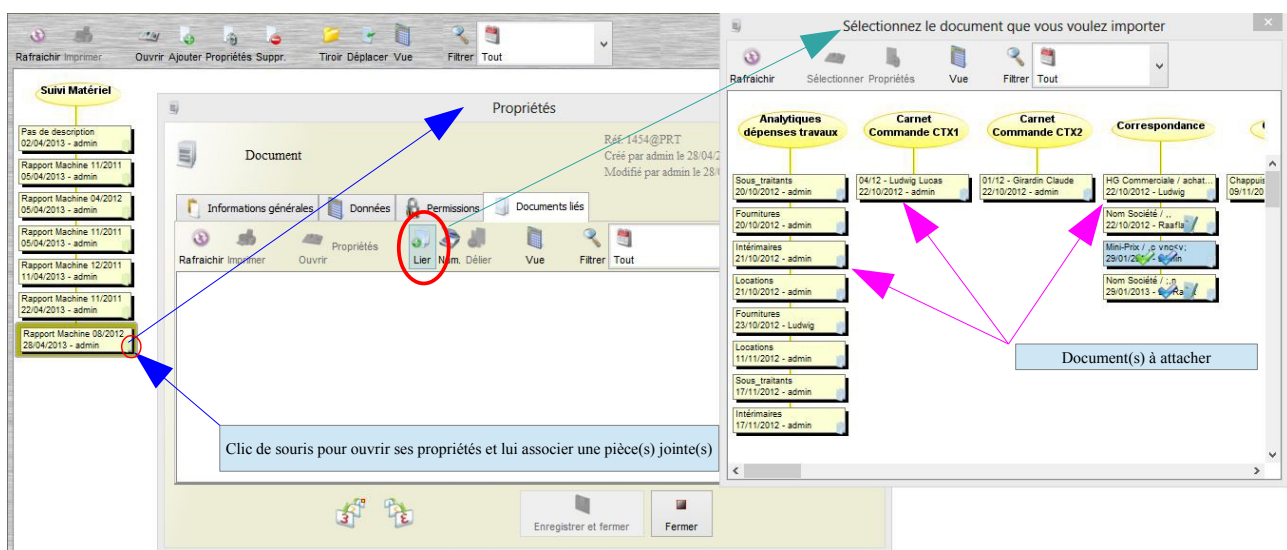 Rafraichir Imprimer Ouvrir Ajouter Propriétés Suppr. Tiroir Déplacer Vue Filtrer Tout
Suivi Matériel
Pas de description
02/04/2013 - admin
Rapport Machine 11/2011
05/04/2013 - admin
Rapport Machine 04/2012
05/04/2013 - admin
Rapport Machine 11/2011
05/04/2013 - admin
Rapport Machine 12/2011
11/04/2013 - admin
Rapport Machine 11/2011
22/04/2013 - admin
Rapport Machine 08/2012
28/04/2013 - admin
Propriétés
Document
Réf. 1454@PRT
Créé par admin le 28/04/2
Modifié par admin le 28/
Informations générales Données Permissions Documents liés
Rafraichir Imprimer Ouvrir Propriétés Lier Num. Délier Vue Filtrer Tout
Clic de souris pour ouvrir ses propriétés et lui associer une pièce(s) jointe(s)
Enregistrer et fermer Fermer
Sélectionnez le document que vous voulez importer
Rafraichir Sélectionner Propriétés Vue Filtrer Tout
Analytiques
dépenses travaux
Sous_traitants
20/10/2012 - admin
Fournitures
20/10/2012 - admin
Intérimaires
21/10/2012 - admin
Locations
21/10/2012 - admin
Fournitures
23/10/2012 - Ludwig
Locations
11/11/2012 - admin
Sous_traitants
17/11/2012 - admin
Intérimaires
17/11/2012 - admin
Carnet
Commande CTX1
04/12 - Ludwig Lucas
22/10/2012 - admin
Carnet
Commande CTX2
01/12 - Girardin Claude
22/10/2012 - admin
Correspondance
HG Commerciale / achat...
22/10/2012 - Ludwig
Nom Société / ,.
22/10/2012 - Raafla
Mini-Prix / ,p vnq<v;
29/01/20
Nom Société / ;.n
29/01/2013 -
Chappuis
09/11/20
Document(s) à attacher